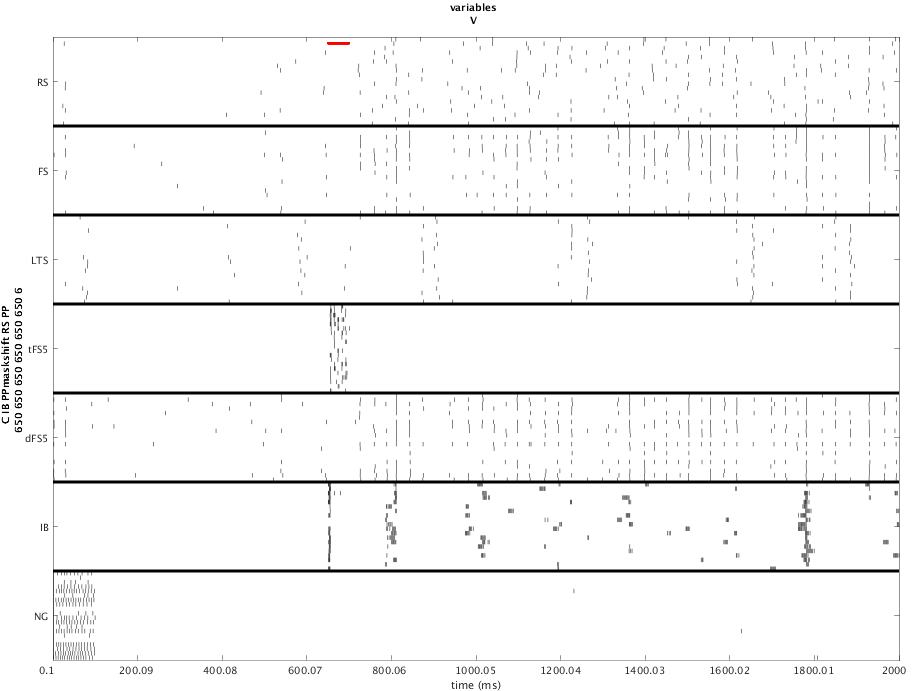 variables
V
C IB PPmaskshift RS PP
650 650 650 650 650 650 6
RS
FS
LTS
tFS5
dFS5
IB
NG
0.1 200.09 400.08 600.07 800.06 1000.05 1200.04 1400.03 1600.02 1800.01 2000
time (ms)